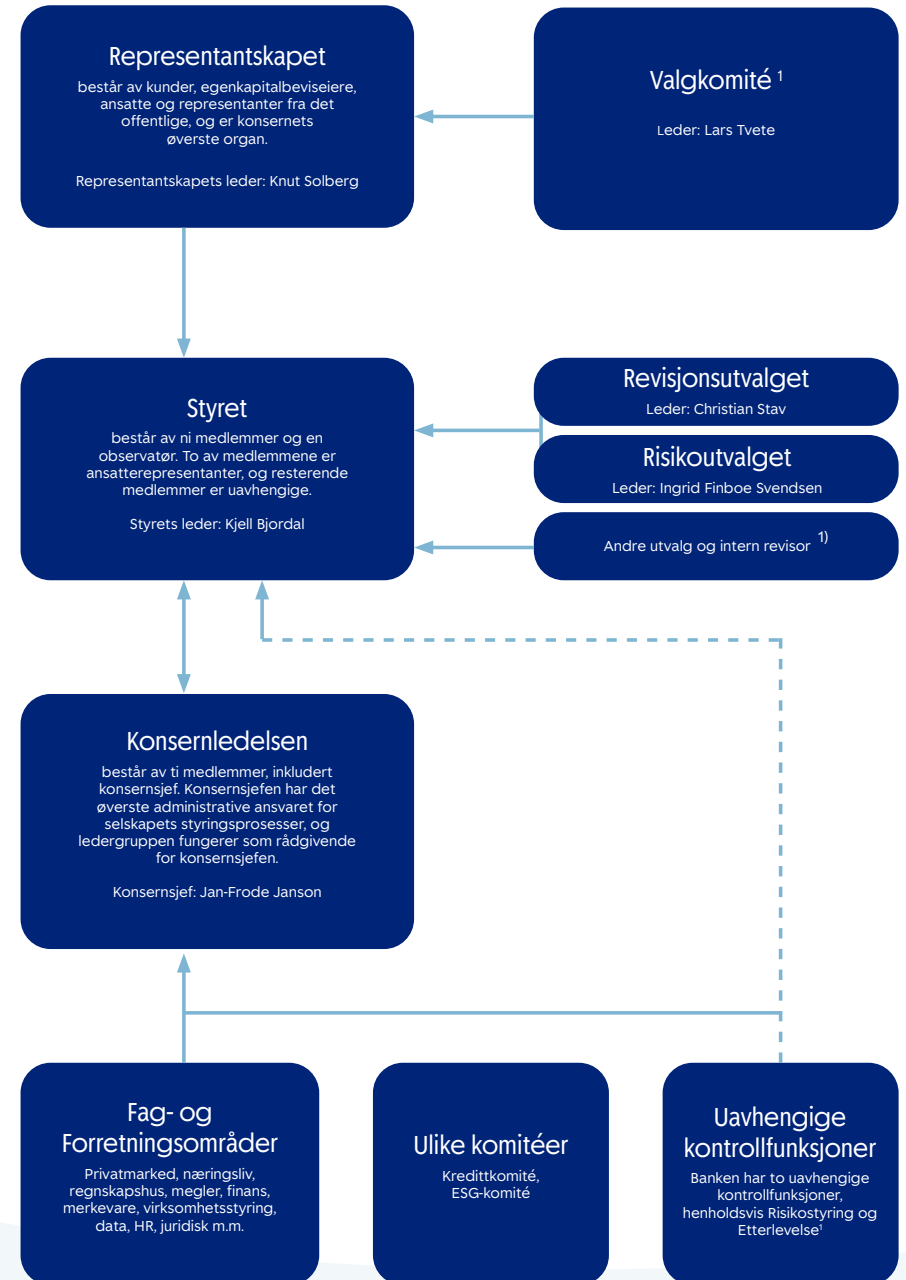 Representantskapet
består av kunder, egenkapitalbeviseiere,
ansatte og representanter fra det
offentlige, og er konsernets
øverste organ.
Representantskapets leder: Knut Solberg
Valgkomité ¹
Leder: Lars Tvete
Styret
består av ni medlemmer og en
observatør. To av medlemmene er
ansatterepresentanter, og resterende
medlemmer er uavhengige.
Styrets leder: Kjell Bjordal
Revisjonsutvalget
Leder: Christian Stav
Risikoutvalget
Leder: Ingrid Finboe Svendsen
Andre utvalg og intern revisor ¹⁾
Konsernledelsen
består av ti medlemmer, inkludert
konsernsjef. Konsernsjefen har det
øverste administrative ansvaret for
selskapets styringsprosesser, og
ledergruppen fungerer som rådgivende
for konsernsjefen.
Konsernsjef: Jan-Frode Janson
Fag- og
Forretningsområder
Privatmarked, næringsliv,
regnskapshus, megler, finans,
merkevare, virksomhetsstyring,
data, HR, juridisk m.m.
Ulike komitéer
Kredittkomité,
ESG-komité
Uavhengige
kontrollfunksjoner
Banken har to uavhengige
kontrollfunksjoner,
henholdsvis Risikostyring og
Etterlevelse¹